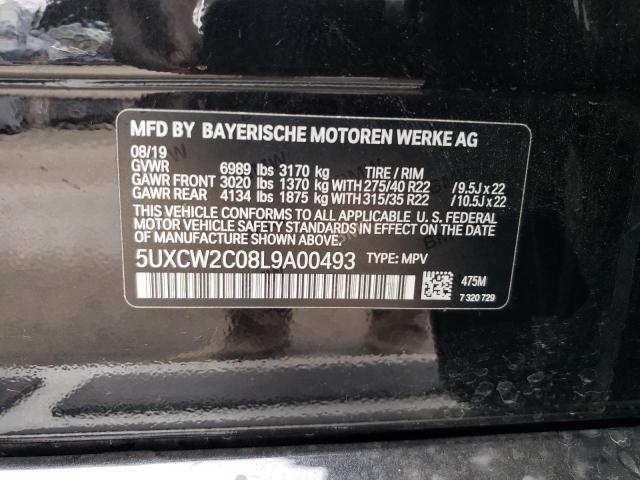 MFD BY BAYERISCHE MOTOREN WERKE AG
08/19
GVWR 6989 lbs 3170 kg TIRE / RIM
GAWR FRONT 3020 lbs 1370 kg WITH 275/40 R22 /9.5J x 22
GAWR REAR 4134 lbs 1875 kg WITH 315/35 R22 /10.5J x 22
THIS VEHICLE CONFORMS TO ALL APPLICABLE U. S. FEDERAL
MOTOR VEHICLE SAFETY STANDARDS IN EFFECT ON THE
DATE OF MANUFACTURE SHOWN ABOVE.
5UXCW2C08L9A00493 TYPE: MPV
475M
7 320 729